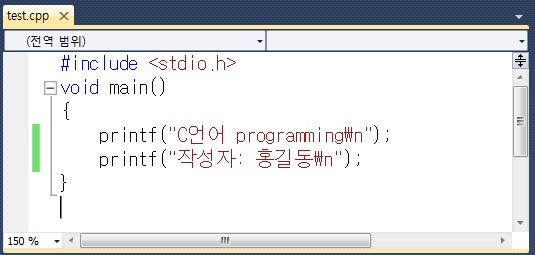 test.cpp
(전역 범위)
#include <stdio.h>
void main()
{
printf("C언어 programming₩n");
printf("작성자: 홍길동₩n");
}
150 %